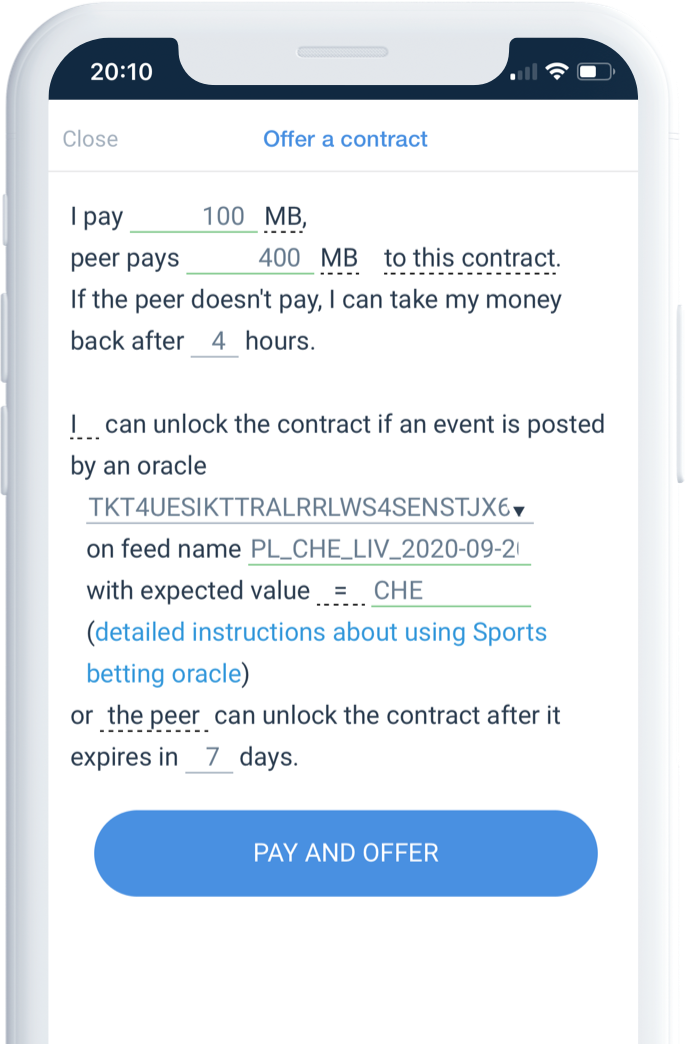 20:10
Close Offer a contract
I pay 100 MB,
peer pays 400 MB to this contract.
If the peer doesn't pay, I can take my money
back after 4 hours.
I can unlock the contract if an event is posted
by an oracle
TKT4UESIKTTRALRRLWS4SENSTJX6
on feed name PL_CHE_LIV_2020-09-2
with expected value = CHE
(detailed instructions about using Sports
betting oracle)
or the peer can unlock the contract after it
expires in 7 days.
PAY AND OFFER